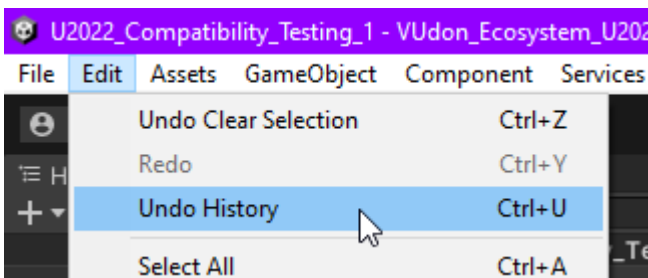 U2022_Compatibility_Testing_1 - VUdon_Ecosystem_U202
File Edit Assets GameObject Component Services
Undo Clear Selection Ctrl+Z
Redo Ctrl+Y
H
Undo History Ctrl+U
Select All Ctrl+A
_Te